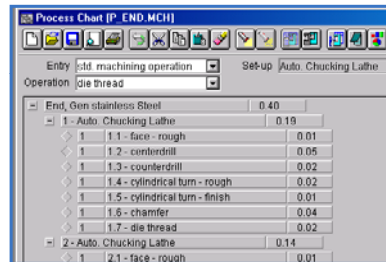 Process Chart [P_END.MCH]
Entry std. machining operation Set-up Auto. Chucking Lathe
Operation die thread
End, Gen stainless Steel 0.40
1 - Auto. Chucking Lathe 0.19
1 1.1 - face - rough 0.01
1 1.2 - centerdrill 0.05
1 1.3 - counterdrill 0.02
1 1.4 - cylindrical turn - rough 0.02
1 1.5 - cylindrical turn - finish 0.01
1 1.6 - chamfer 0.04
1 1.7 - die thread 0.02
2 - Auto. Chucking Lathe 0.14
1 2.1 - face - rough 0.01